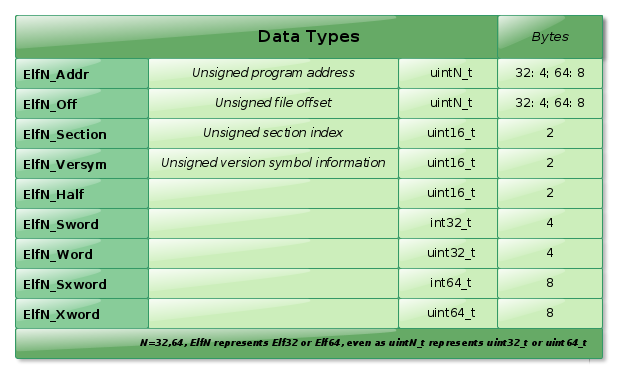 Data Types Bytes
ElfN_Addr Unsigned program address uintN_t 32: 4; 64: 8
ElfN_Off Unsigned file offset uintN_t 32: 4; 64: 8
ElfN_Section Unsigned section index uint16_t 2
ElfN_Versym Unsigned version symbol information uint16_t 2
ElfN_Half uint16_t 2
ElfN_Sword int32_t 4
ElfN_Word uint32_t 4
ElfN_Sxword int64_t 8
ElfN_Xword uint64_t 8
N=32,64, ElfN represents Elf32 or Elf64, even as uintN_t represents uint32_t or uint64_t